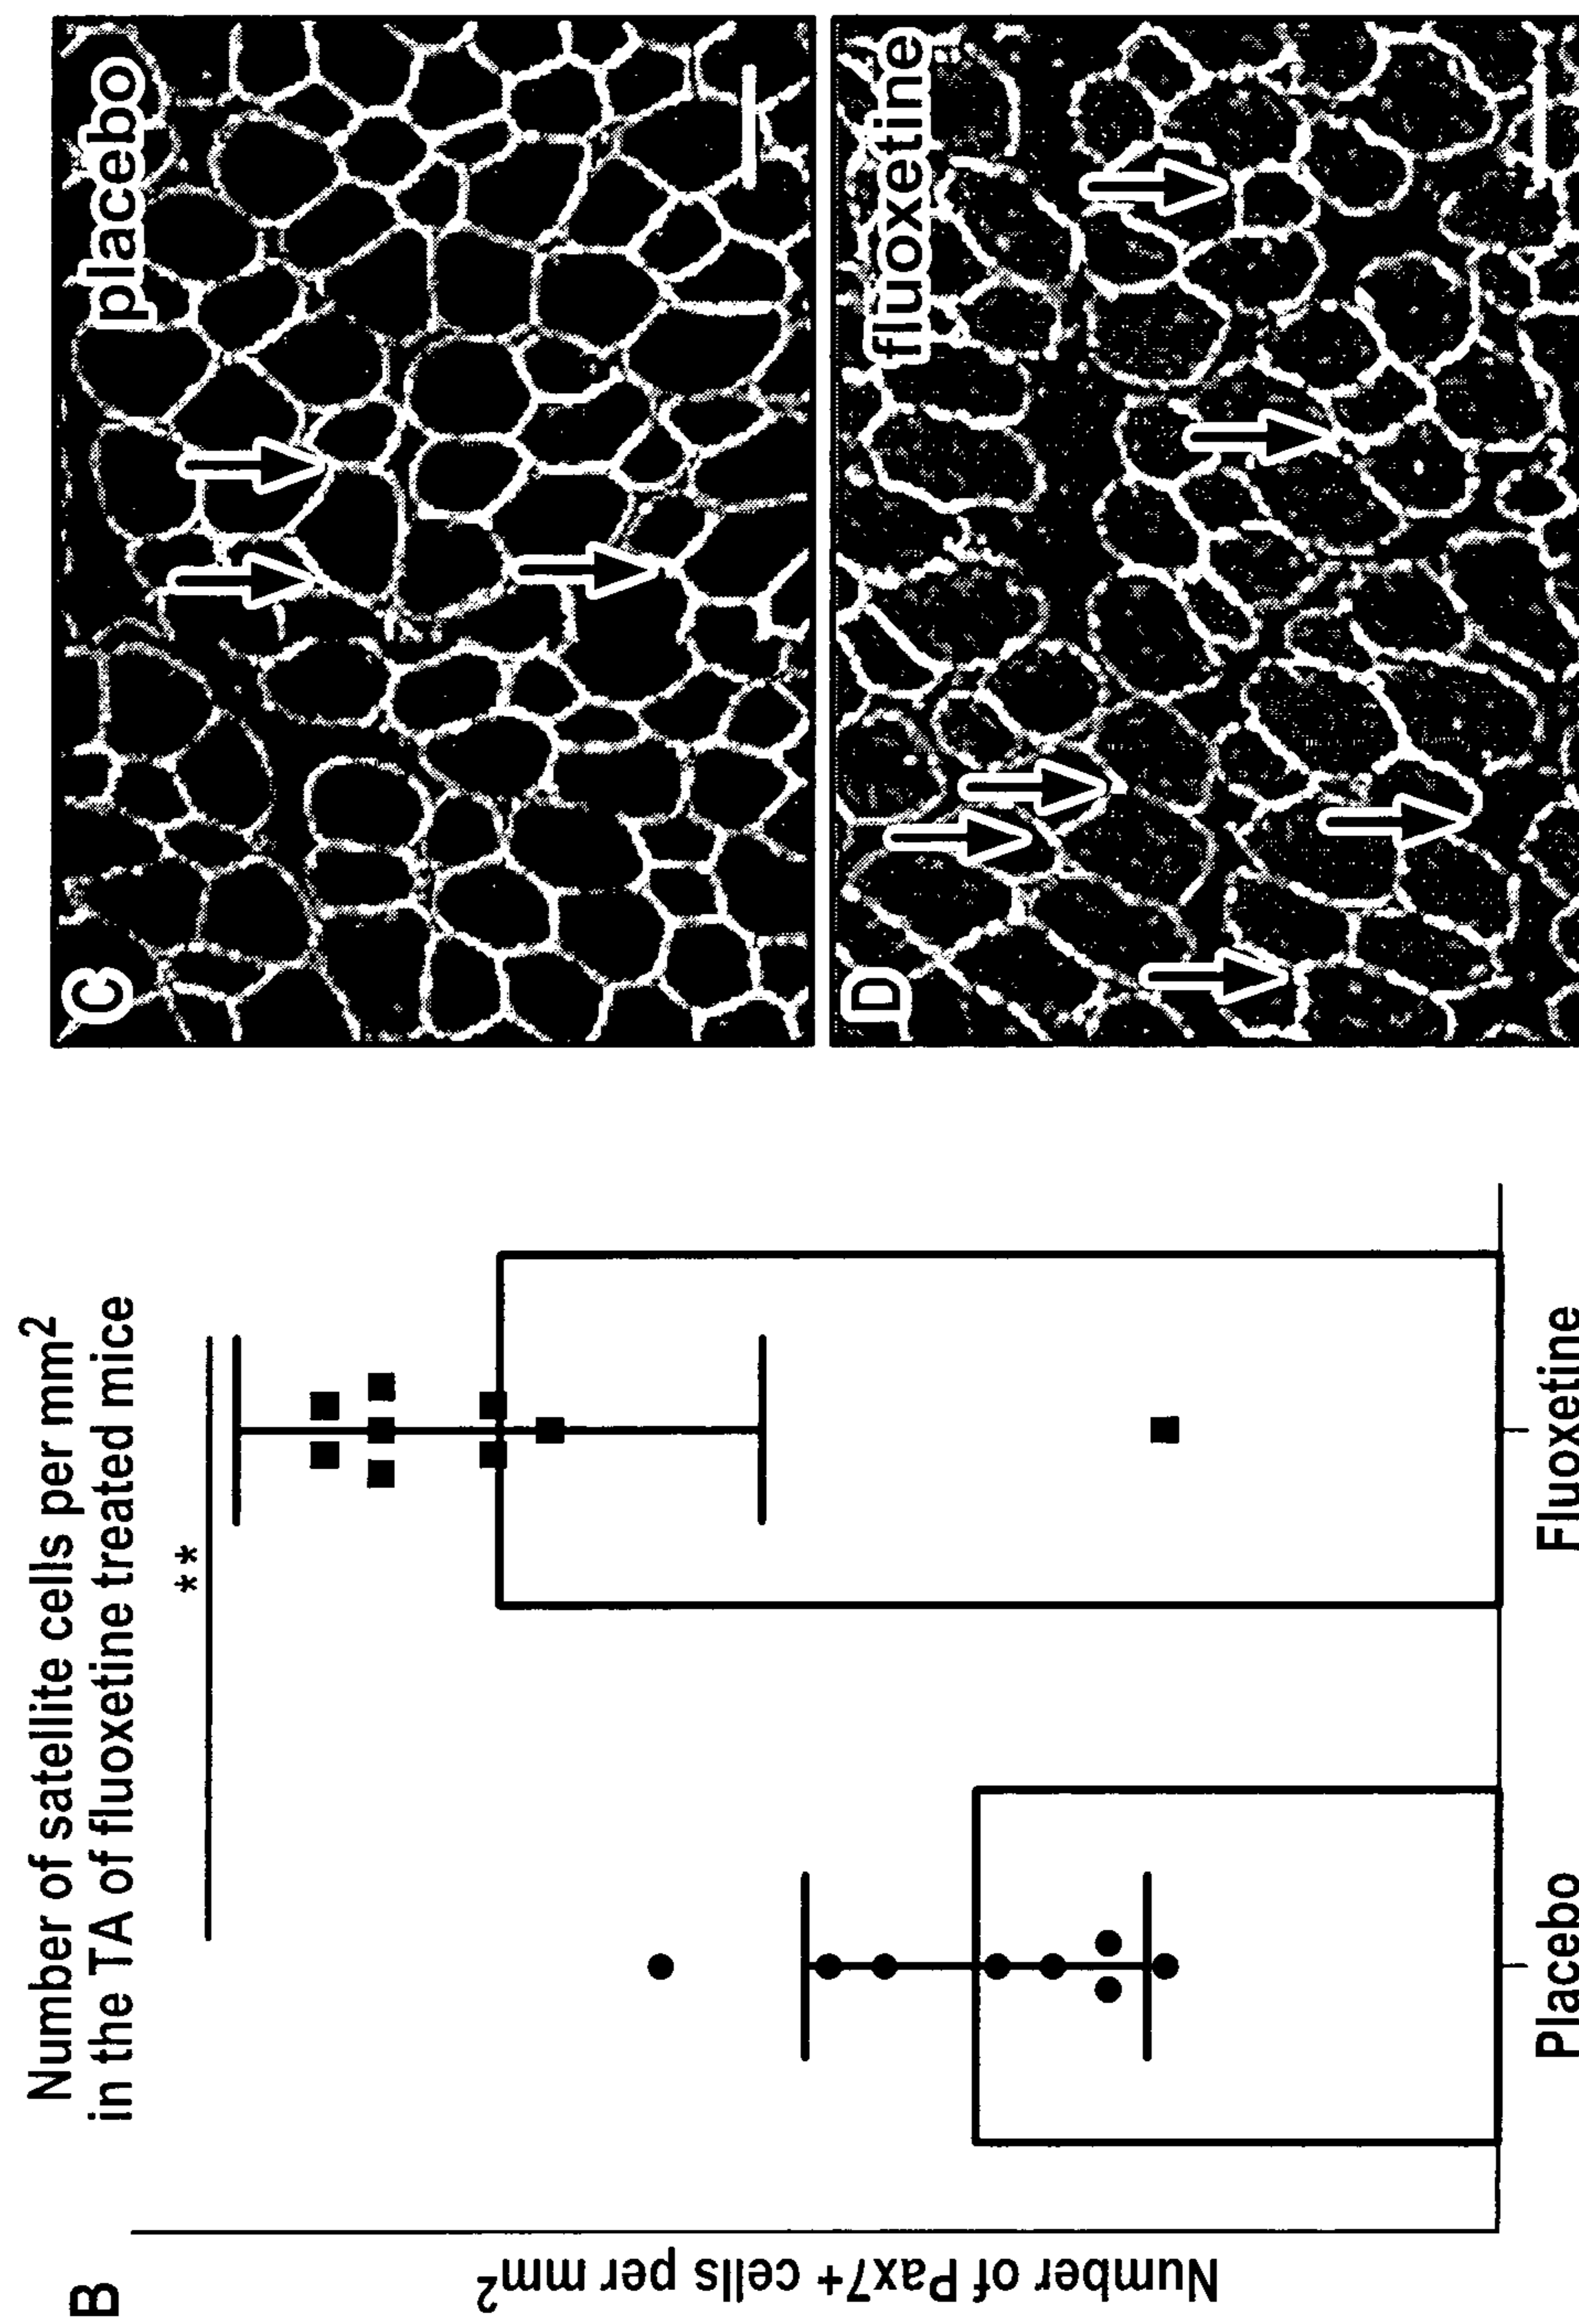 B
Number of satellite cells per mm²
in the TA of fluoxetine treated mice
**
Number of Pax7+ cells per mm²
Placebo
Fluoxetine
C
placebo
D
fluoxetine